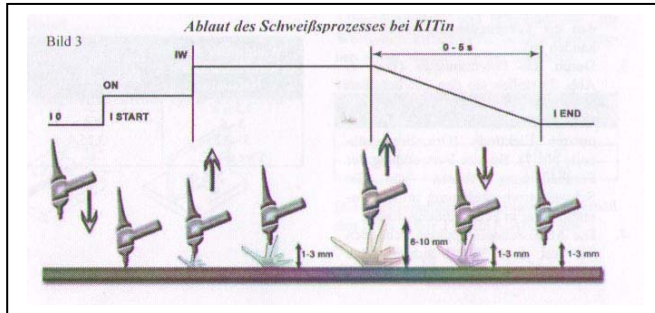 Ablaut des Schweißsprozesses bei KITin
Bild 3
IW
0 - 5 s
ON
I 0
I START
I END
6-10 mm
1-3 mm
1-3 mm
1-3 mm